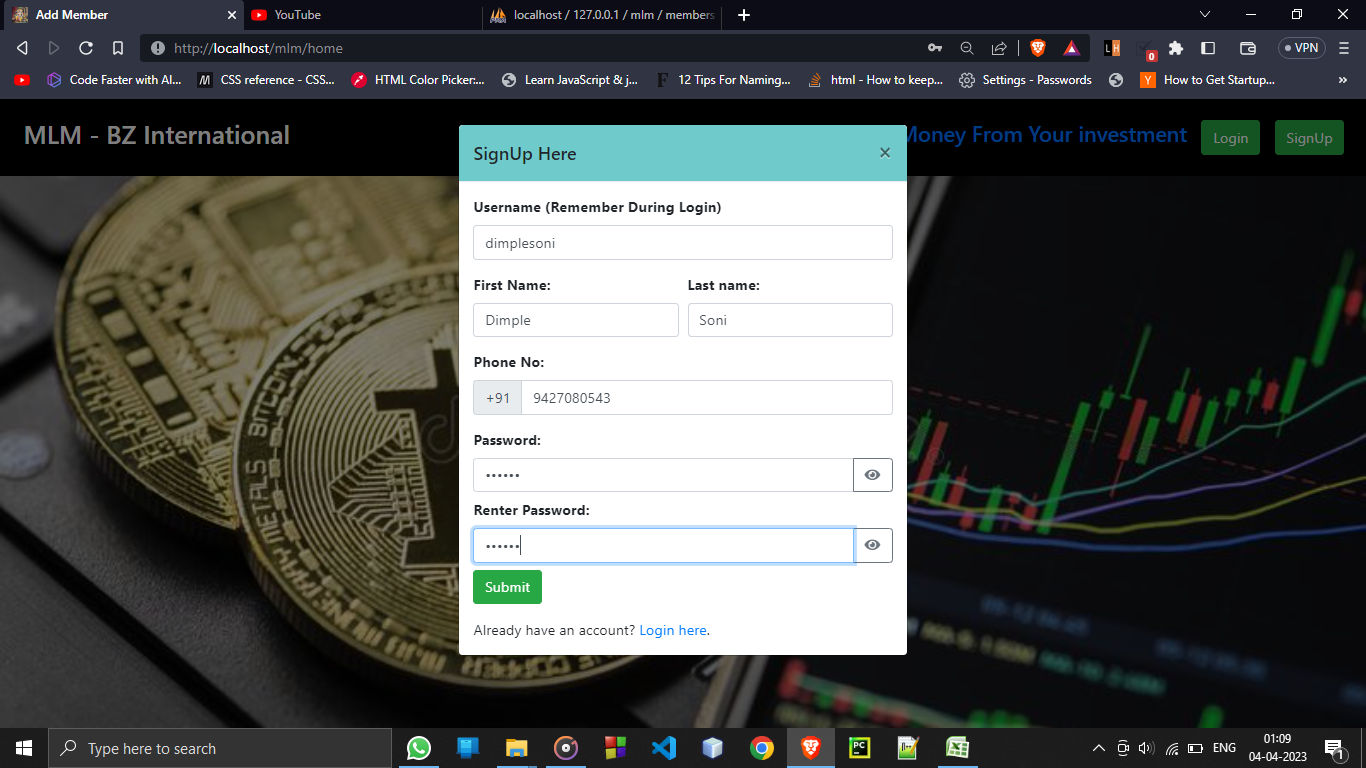 Add Member
YouTube
localhost / 127.0.0.1 / mlm / members
http://localhost/mlm/home
0
VPN
Code Faster with AI...
CSS reference - CSS...
HTML Color Picker:...
Learn JavaScript & j...
12 Tips For Naming...
html - How to keep...
Settings - Passwords
How to Get Startup...
MLM - BZ International
Money From Your investment
Login
SignUp
SignUp Here
×
Username (Remember During Login)
dimplesoni
First Name:
Last name:
Dimple
Soni
Phone No:
+91
9427080543
Password:
••••••
Renter Password:
••••••
Submit
Already have an account? Login here.
BITCOIN
METALS
Type here to search
ENG
01:09
04-04-2023
1